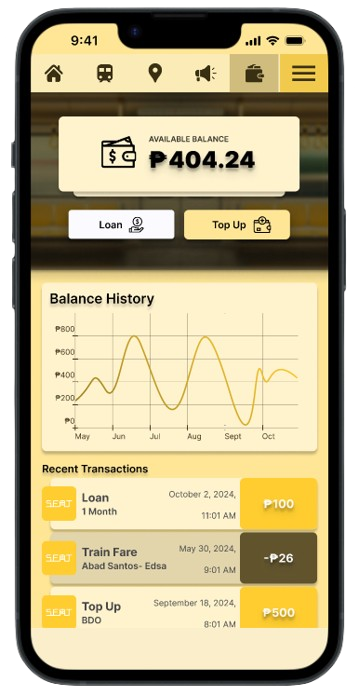 9:41
AVAILABLE BALANCE
₱404.24
Loan
Top Up
Balance History
₱800
₱600
₱400
₱200
₱0
May Jun Jul Aug Sept Oct
Recent Transactions
SEAT
Loan
1 Month
October 2, 2024,
11:01 AM
₱100
SEAT
Train Fare
Abad Santos- Edsa
May 30, 2024,
9:01 AM
-₱26
SEAT
Top Up
BDO
September 18, 2024,
8:01 AM
₱500